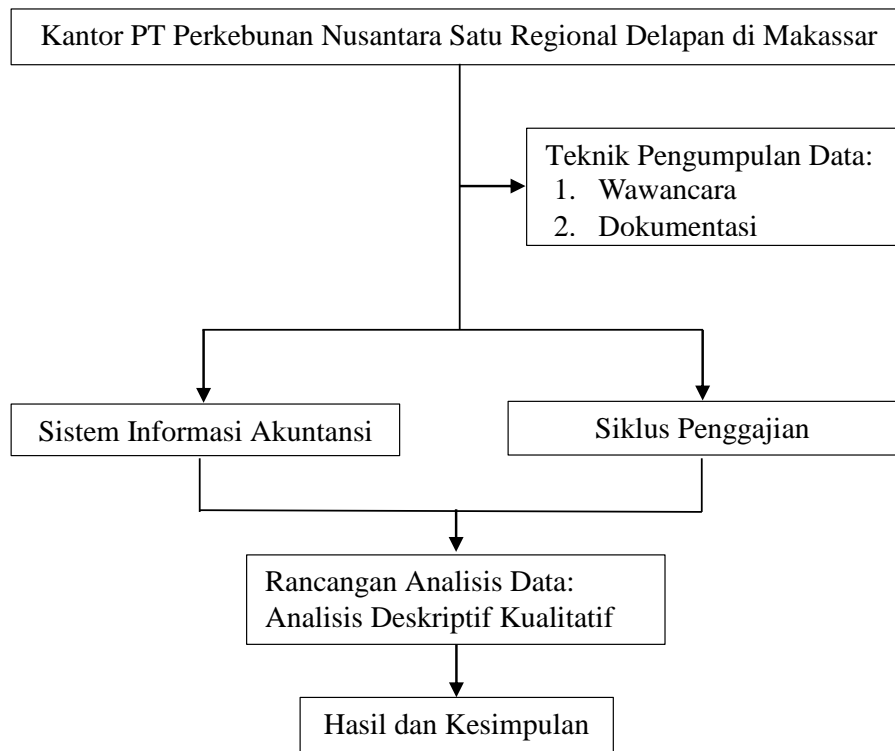 Kantor PT Perkebunan Nusantara Satu Regional Delapan di Makassar
Teknik Pengumpulan Data:
1. Wawancara
2. Dokumentasi
Sistem Informasi Akuntansi
Siklus Penggajian
Rancangan Analisis Data:
Analisis Deskriptif Kualitatif
Hasil dan Kesimpulan